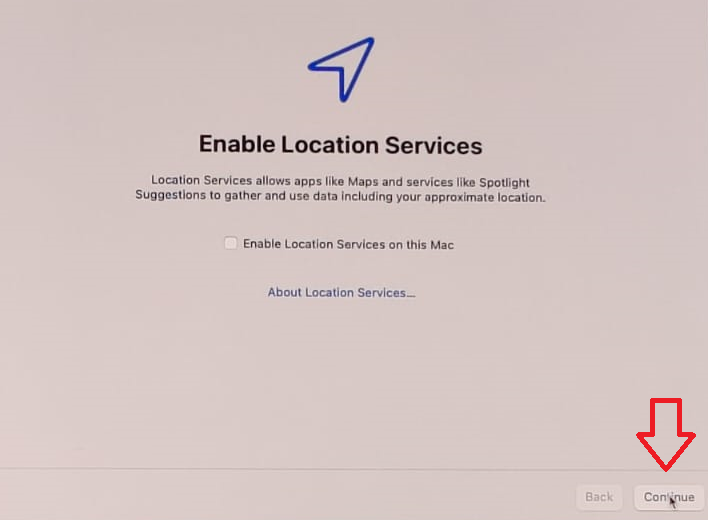 Enable Location Services
Location Services allows apps like Maps and services like Spotlight
Suggestions to gather and use data including your approximate location.
Enable Location Services on this Mac
About Location Services...
Back
Continue